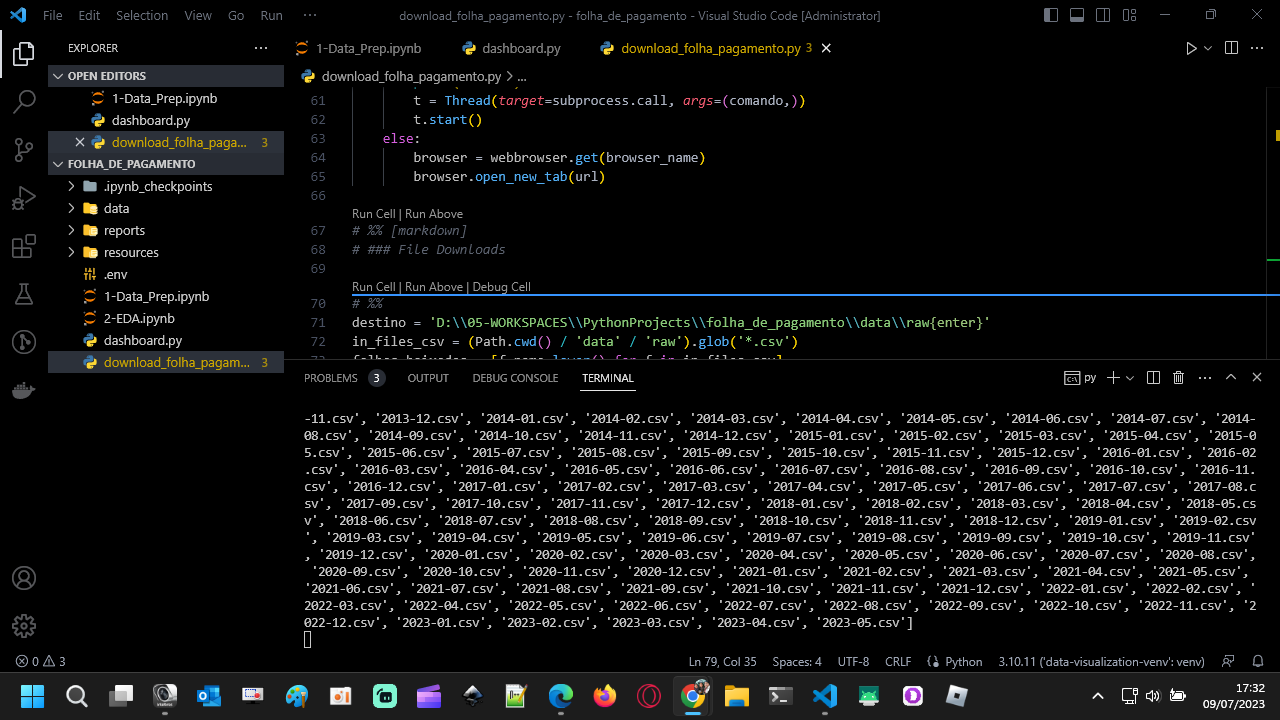 File Edit Selection View Go Run ··· download_folha_pagamento.py - folha_de_pagamento - Visual Studio Code [Administrator]
EXPLORER ···
OPEN EDITORS
1-Data_Prep.ipynb
dashboard.py
download_folha_paga... 3
FOLHA_DE_PAGAMENTO
.ipynb_checkpoints
data
reports
resources
.env
1-Data_Prep.ipynb
2-EDA.ipynb
dashboard.py
download_folha_pagam... 3
1-Data_Prep.ipynb dashboard.py download_folha_pagamento.py 3
download_folha_pagamento.py > ...
61 t = Thread(target=subprocess.call, args=(comando,))
62 t.start()
63 else:
64 browser = webbrowser.get(browser_name)
65 browser.open_new_tab(url)
66
Run Cell | Run Above
67 # %% [markdown]
68 # ### File Downloads
69
Run Cell | Run Above | Debug Cell
70 # %%
71 destino = 'D:\\05-WORKSPACES\\PythonProjects\\folha_de_pagamento\\data\\raw{enter}'
72 in_files_csv = (Path.cwd() / 'data' / 'raw').glob('*.csv')
PROBLEMS 3 OUTPUT DEBUG CONSOLE TERMINAL py
-11.csv', '2013-12.csv', '2014-01.csv', '2014-02.csv', '2014-03.csv', '2014-04.csv', '2014-05.csv', '2014-06.csv', '2014-07.csv', '2014-
08.csv', '2014-09.csv', '2014-10.csv', '2014-11.csv', '2014-12.csv', '2015-01.csv', '2015-02.csv', '2015-03.csv', '2015-04.csv', '2015-0
5.csv', '2015-06.csv', '2015-07.csv', '2015-08.csv', '2015-09.csv', '2015-10.csv', '2015-11.csv', '2015-12.csv', '2016-01.csv', '2016-02
.csv', '2016-03.csv', '2016-04.csv', '2016-05.csv', '2016-06.csv', '2016-07.csv', '2016-08.csv', '2016-09.csv', '2016-10.csv', '2016-11.
csv', '2016-12.csv', '2017-01.csv', '2017-02.csv', '2017-03.csv', '2017-04.csv', '2017-05.csv', '2017-06.csv', '2017-07.csv', '2017-08.c
sv', '2017-09.csv', '2017-10.csv', '2017-11.csv', '2017-12.csv', '2018-01.csv', '2018-02.csv', '2018-03.csv', '2018-04.csv', '2018-05.cs
v', '2018-06.csv', '2018-07.csv', '2018-08.csv', '2018-09.csv', '2018-10.csv', '2018-11.csv', '2018-12.csv', '2019-01.csv', '2019-02.csv
', '2019-03.csv', '2019-04.csv', '2019-05.csv', '2019-06.csv', '2019-07.csv', '2019-08.csv', '2019-09.csv', '2019-10.csv', '2019-11.csv'
, '2019-12.csv', '2020-01.csv', '2020-02.csv', '2020-03.csv', '2020-04.csv', '2020-05.csv', '2020-06.csv', '2020-07.csv', '2020-08.csv',
'2020-09.csv', '2020-10.csv', '2020-11.csv', '2020-12.csv', '2021-01.csv', '2021-02.csv', '2021-03.csv', '2021-04.csv', '2021-05.csv',
'2021-06.csv', '2021-07.csv', '2021-08.csv', '2021-09.csv', '2021-10.csv', '2021-11.csv', '2021-12.csv', '2022-01.csv', '2022-02.csv', '
2022-03.csv', '2022-04.csv', '2022-05.csv', '2022-06.csv', '2022-07.csv', '2022-08.csv', '2022-09.csv', '2022-10.csv', '2022-11.csv', '2
022-12.csv', '2023-01.csv', '2023-02.csv', '2023-03.csv', '2023-04.csv', '2023-05.csv']
0 3 Ln 79, Col 35 Spaces: 4 UTF-8 CRLF Python 3.10.11 ('data-visualization-venv': venv)
17:32
09/07/2023